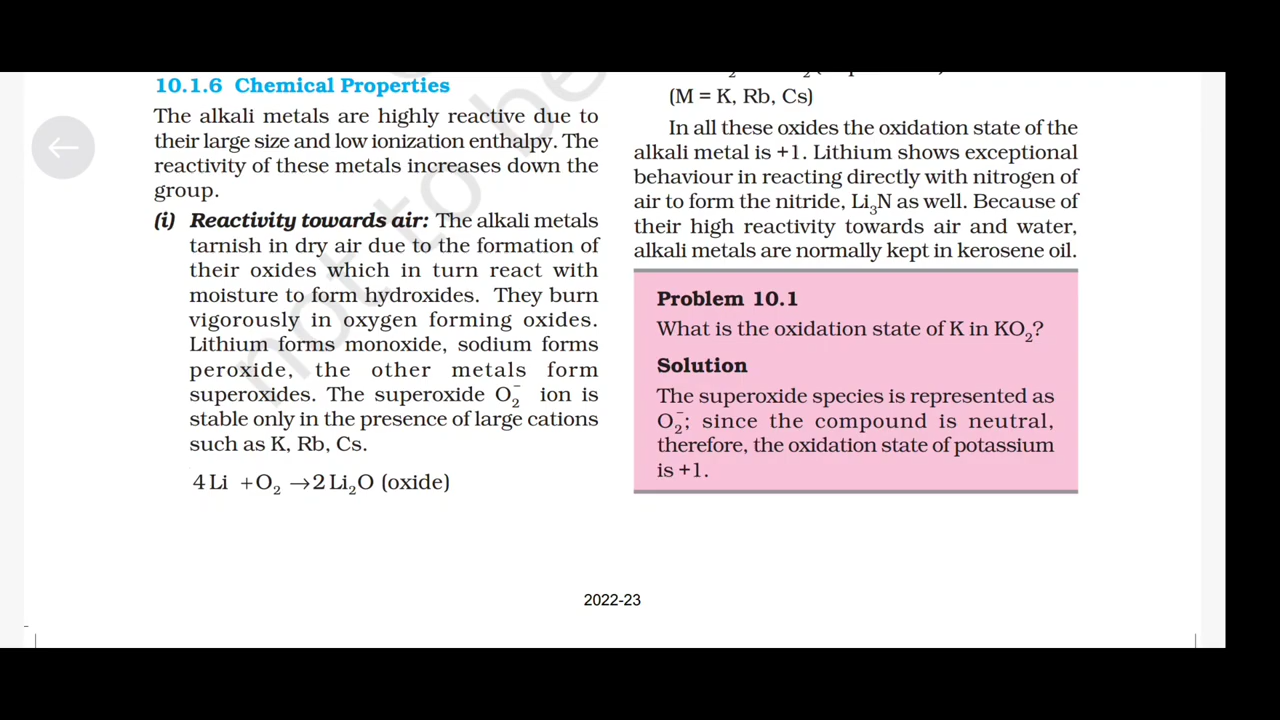 10.1.6 Chemical Properties
The alkali metals are highly reactive due to
their large size and low ionization enthalpy. The
reactivity of these metals increases down the
group.
(i) Reactivity towards air: The alkali metals
tarnish in dry air due to the formation of
their oxides which in turn react with
moisture to form hydroxides. They burn
vigorously in oxygen forming oxides.
Lithium forms monoxide, sodium forms
peroxide, the other metals form
superoxides. The superoxide O₂⁻ ion is
stable only in the presence of large cations
such as K, Rb, Cs.
4 Li + O₂ → 2 Li₂O (oxide)
(M = K, Rb, Cs)
In all these oxides the oxidation state of the
alkali metal is +1. Lithium shows exceptional
behaviour in reacting directly with nitrogen of
air to form the nitride, Li₃N as well. Because of
their high reactivity towards air and water,
alkali metals are normally kept in kerosene oil.
Problem 10.1
What is the oxidation state of K in KO₂?
Solution
The superoxide species is represented as
O₂⁻; since the compound is neutral,
therefore, the oxidation state of potassium
is +1.
not to be
2022-23